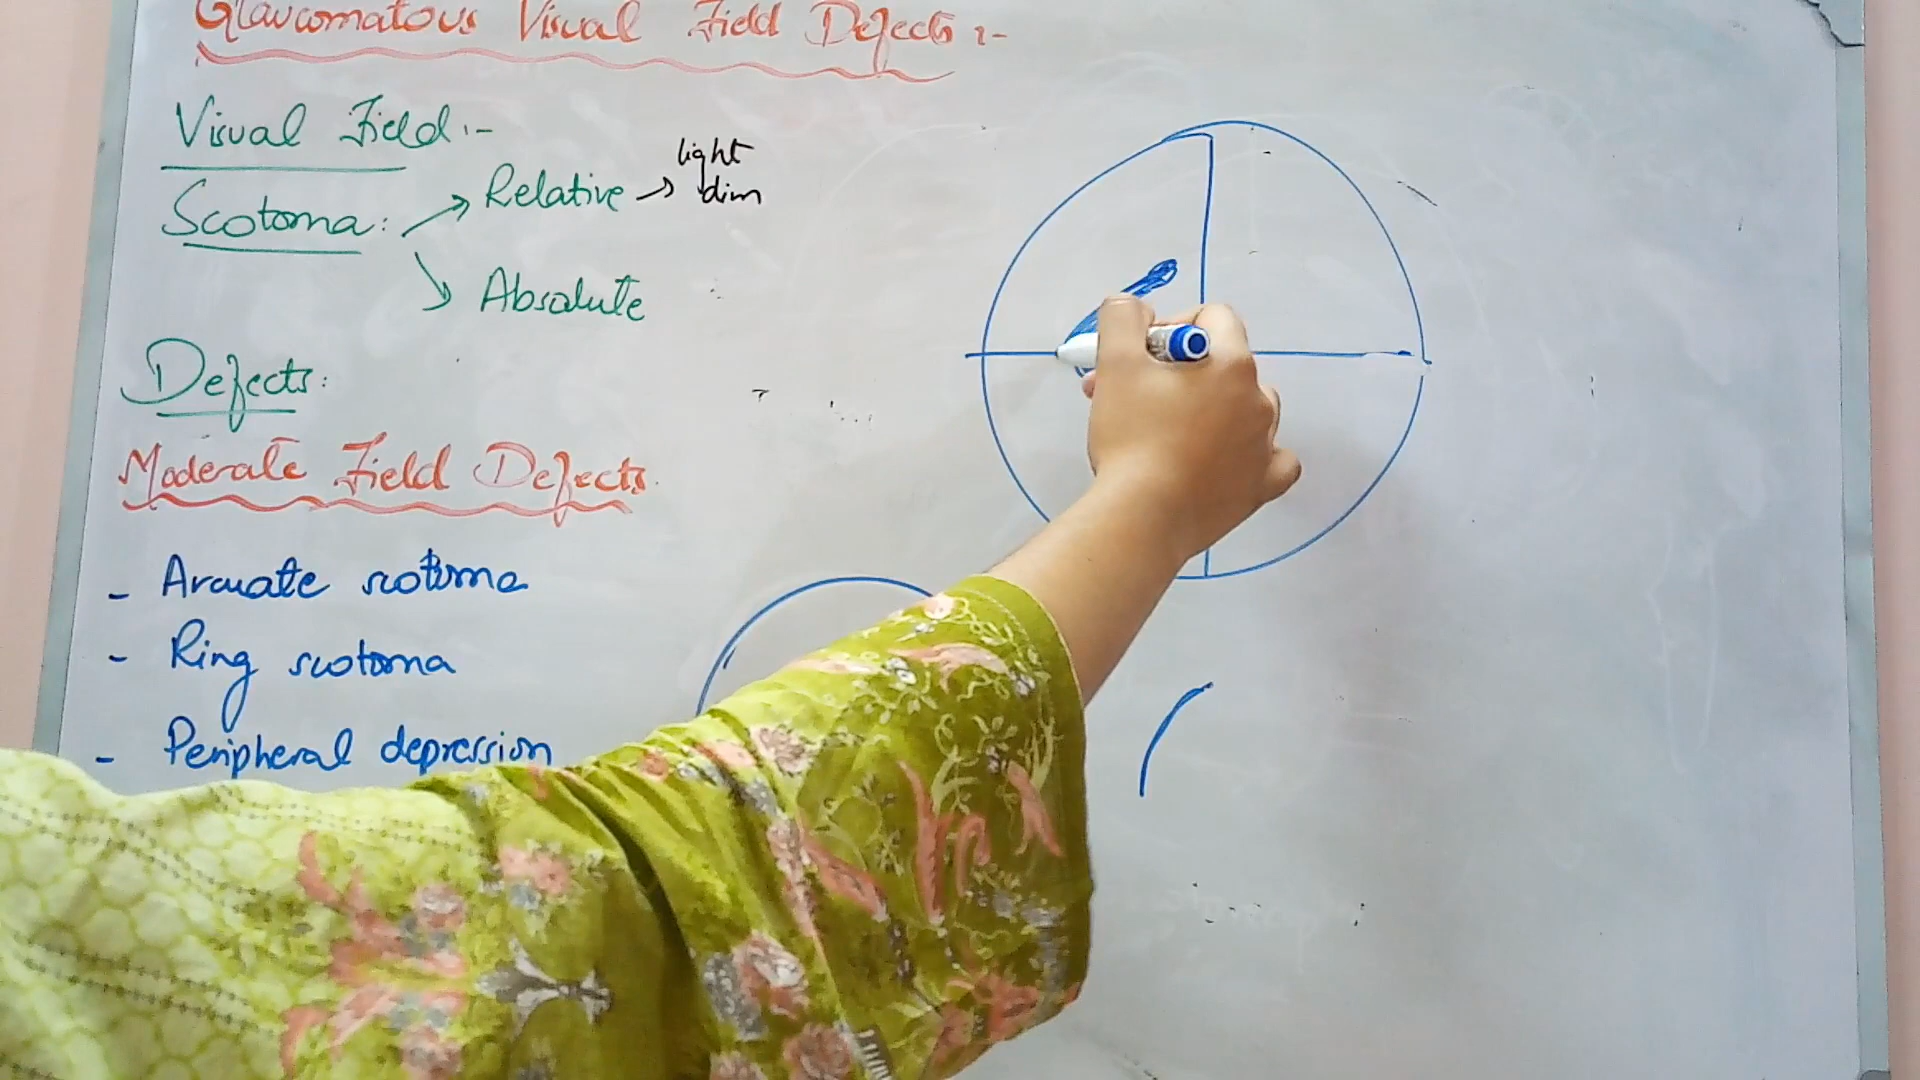 Glaucomatous Visual Field Defects :-
Visual Field :-
Scotoma : → Relative → light dim
↘ Absolute
Defects :
Moderate Field Defects.
- Arcuate scotoma
- Ring scotoma
- Peripheral depression